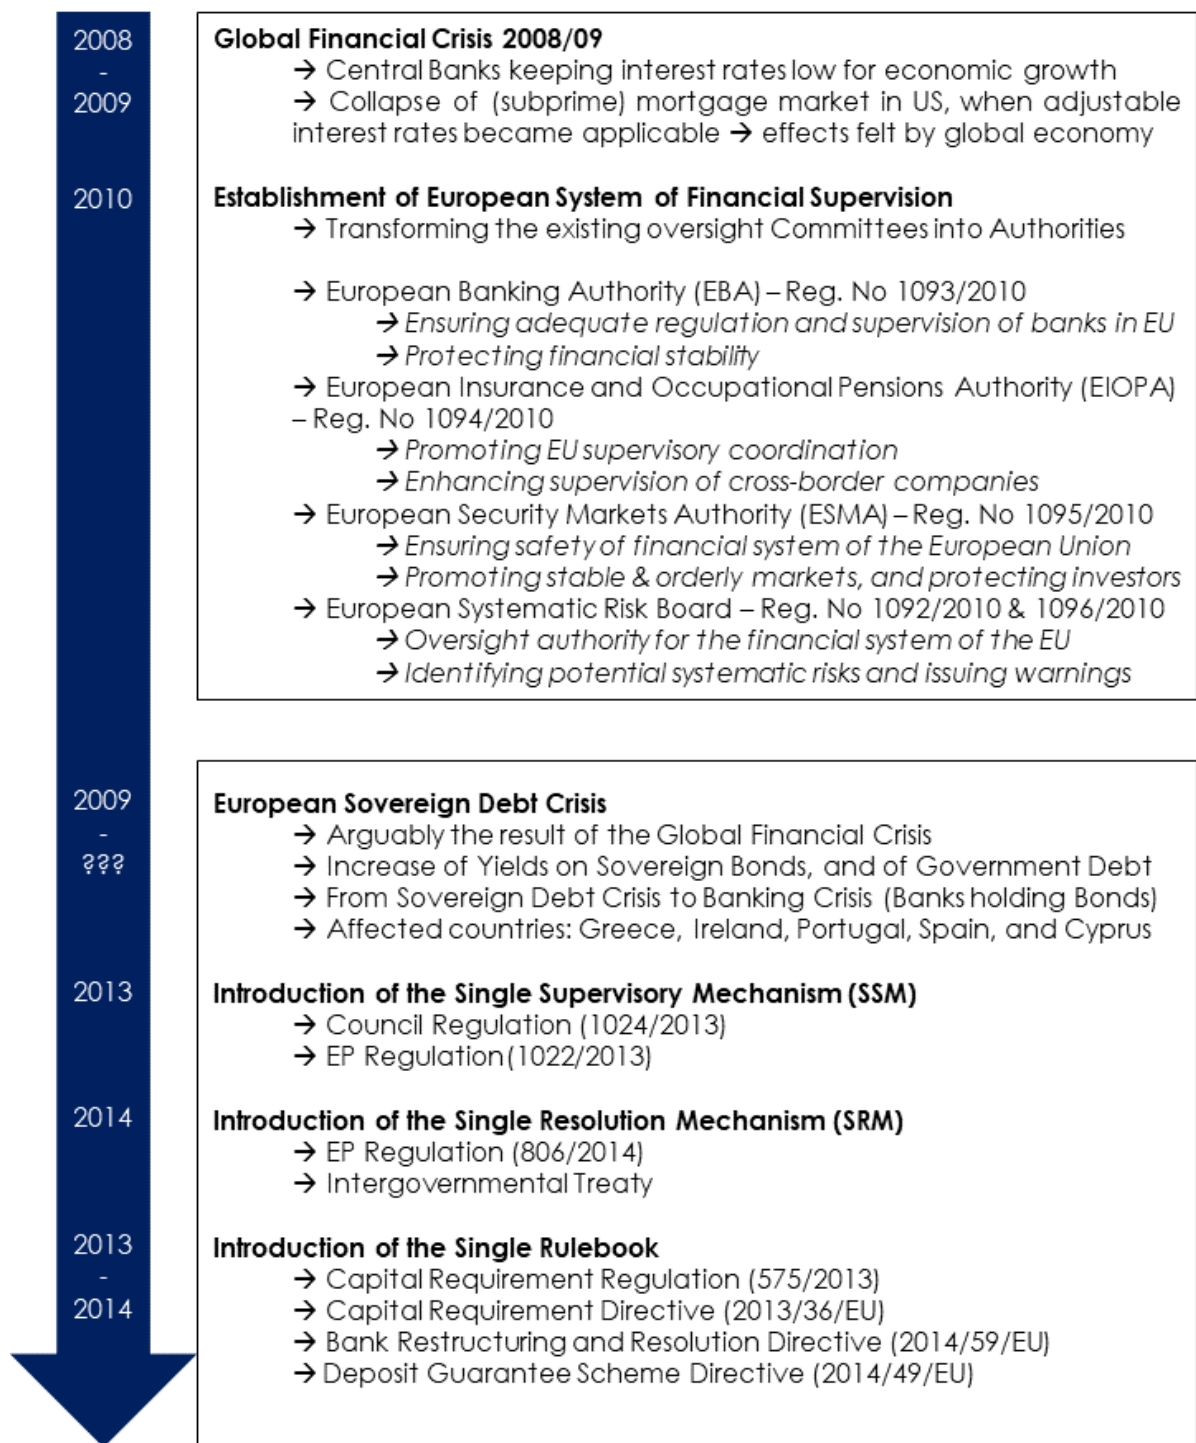 2008
-
2009
Global Financial Crisis 2008/09
→ Central Banks keeping interest rates low for economic growth
→ Collapse of (subprime) mortgage market in US, when adjustable
interest rates became applicable → effects felt by global economy
2010
Establishment of European System of Financial Supervision
→ Transforming the existing oversight Committees into Authorities
→ European Banking Authority (EBA) – Reg. No 1093/2010
→ Ensuring adequate regulation and supervision of banks in EU
→ Protecting financial stability
→ European Insurance and Occupational Pensions Authority (EIOPA)
– Reg. No 1094/2010
→ Promoting EU supervisory coordination
→ Enhancing supervision of cross-border companies
→ European Security Markets Authority (ESMA) – Reg. No 1095/2010
→ Ensuring safety of financial system of the European Union
→ Promoting stable & orderly markets, and protecting investors
→ European Systematic Risk Board – Reg. No 1092/2010 & 1096/2010
→ Oversight authority for the financial system of the EU
→ Identifying potential systematic risks and issuing warnings
2009
-
???
European Sovereign Debt Crisis
→ Arguably the result of the Global Financial Crisis
→ Increase of Yields on Sovereign Bonds, and of Government Debt
→ From Sovereign Debt Crisis to Banking Crisis (Banks holding Bonds)
→ Affected countries: Greece, Ireland, Portugal, Spain, and Cyprus
2013
Introduction of the Single Supervisory Mechanism (SSM)
→ Council Regulation (1024/2013)
→ EP Regulation (1022/2013)
2014
Introduction of the Single Resolution Mechanism (SRM)
→ EP Regulation (806/2014)
→ Intergovernmental Treaty
2013
-
2014
Introduction of the Single Rulebook
→ Capital Requirement Regulation (575/2013)
→ Capital Requirement Directive (2013/36/EU)
→ Bank Restructuring and Resolution Directive (2014/59/EU)
→ Deposit Guarantee Scheme Directive (2014/49/EU)